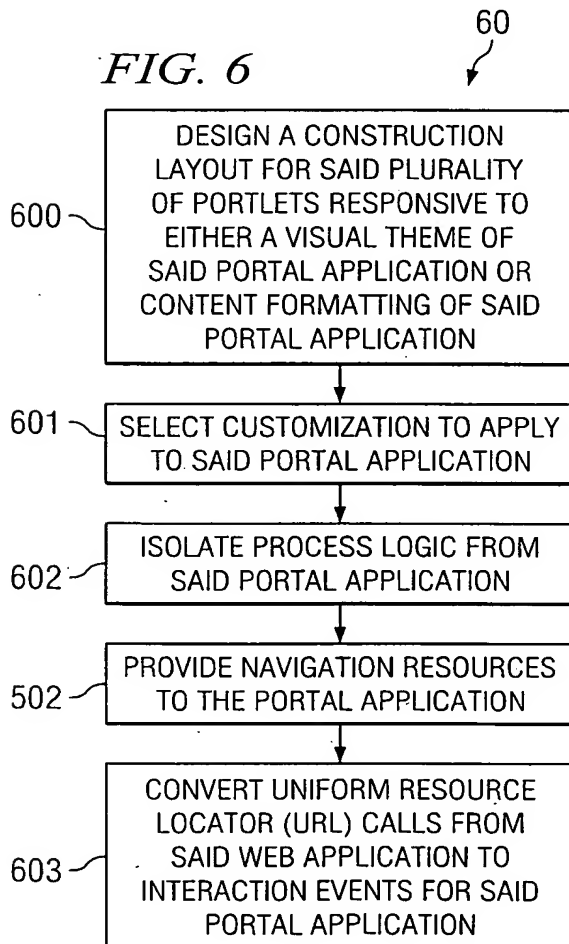 FIG. 6
60
600
DESIGN A CONSTRUCTION
LAYOUT FOR SAID PLURALITY
OF PORTLETS RESPONSIVE TO
EITHER A VISUAL THEME OF
SAID PORTAL APPLICATION OR
CONTENT FORMATTING OF SAID
PORTAL APPLICATION
601
SELECT CUSTOMIZATION TO APPLY
TO SAID PORTAL APPLICATION
602
ISOLATE PROCESS LOGIC FROM
SAID PORTAL APPLICATION
502
PROVIDE NAVIGATION RESOURCES
TO THE PORTAL APPLICATION
603
CONVERT UNIFORM RESOURCE
LOCATOR (URL) CALLS FROM
SAID WEB APPLICATION TO
INTERACTION EVENTS FOR SAID
PORTAL APPLICATION